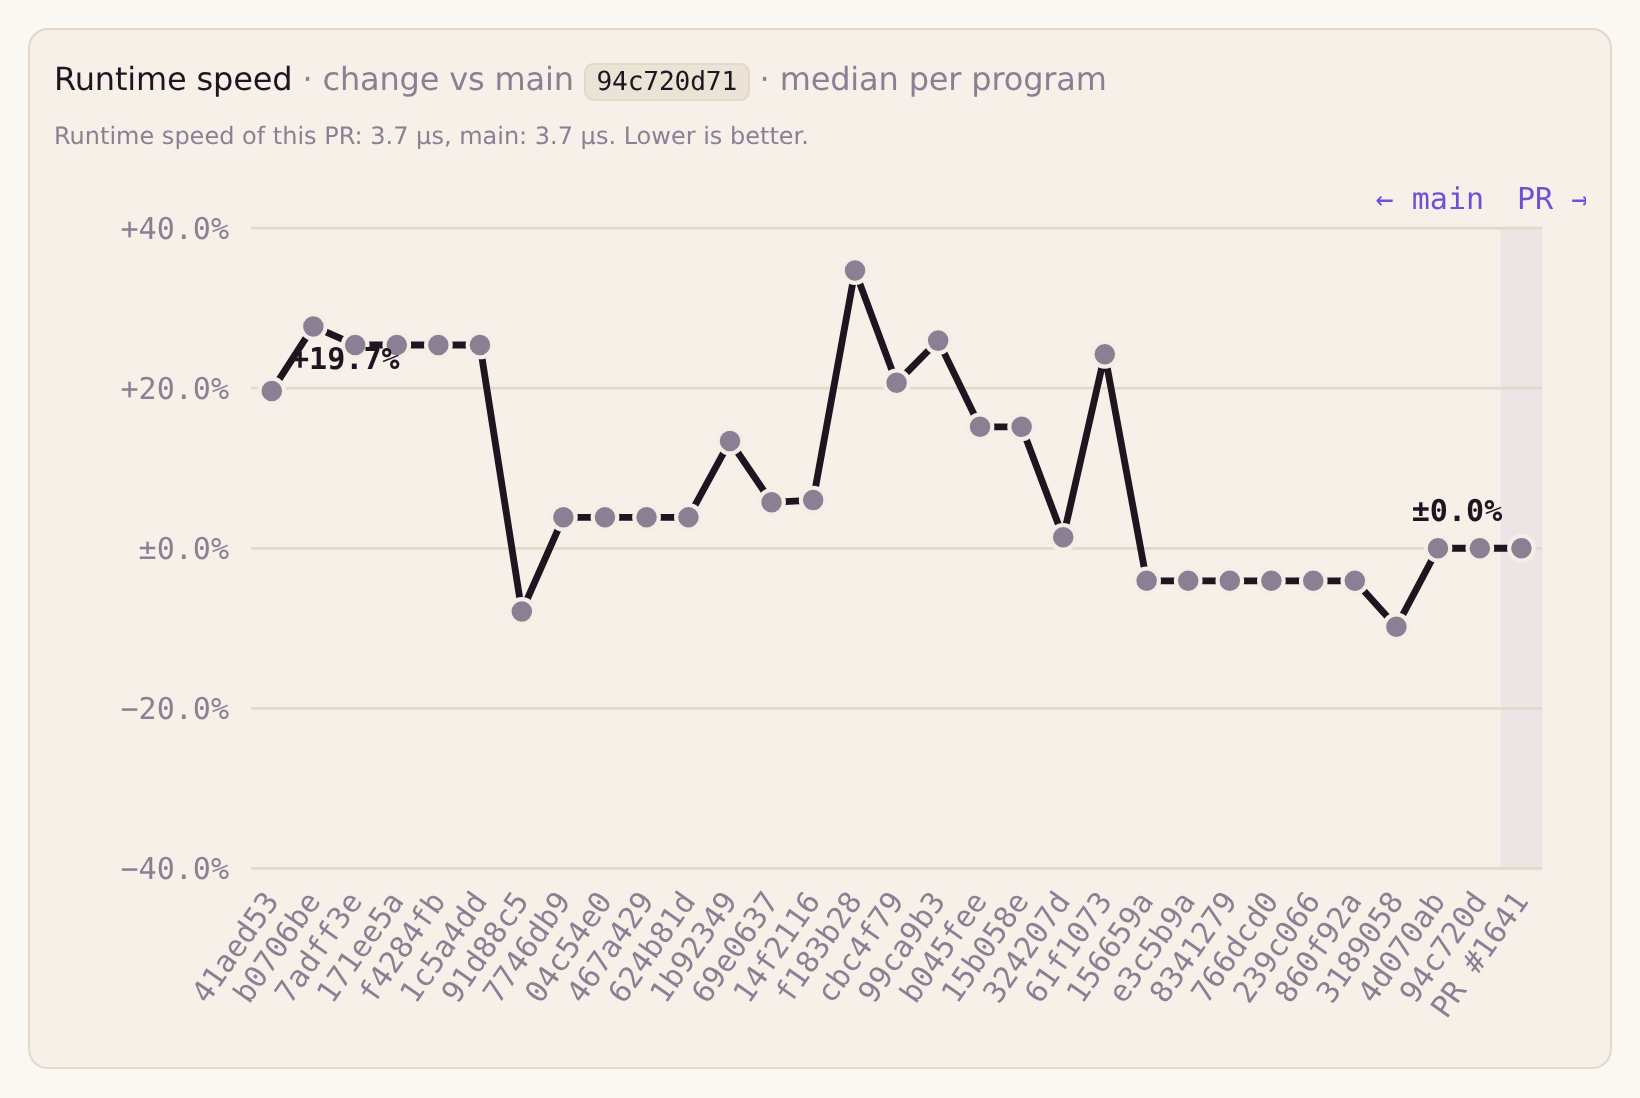 Runtime speed · change vs main 94c720d71 · median per program
Runtime speed of this PR: 3.7 µs, main: 3.7 µs. Lower is better.
← main PR →
+40.0%
+19.7%
+20.0%
±0.0%
±0.0%
−20.0%
−40.0%
41aed53
b0706be
7adff3e
171ee5a
f4284fb
1c5a4dd
91d88c5
7746db9
04c54e0
467a429
624b81d
1b92349
69e0637
14f2116
f183b28
cbc4f79
99ca9b3
b045fee
15b058e
324207d
61f1073
156659a
e3c5b9a
8341279
766dcd0
239c066
860f92a
3189058
4d070ab
94c720d
PR #1641